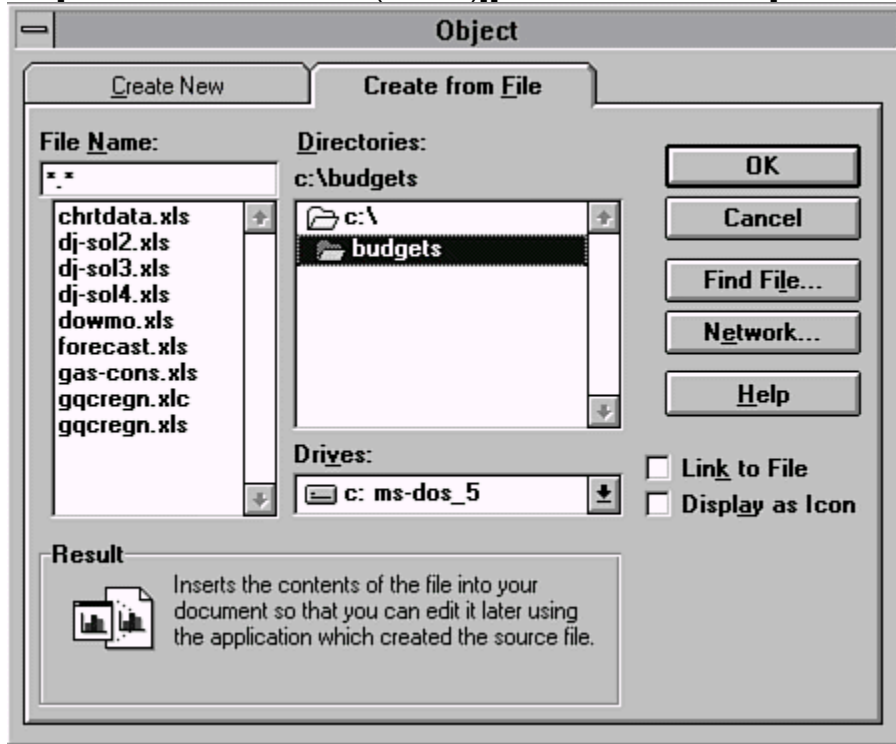 Object
Create New
Create from File
File Name:
*.*
chrtdata.xls
dj-sol2.xls
dj-sol3.xls
dj-sol4.xls
dowmo.xls
forecast.xls
gas-cons.xls
gqcregn.xlc
gqcregn.xls
Directories:
c:\budgets
c:\
budgets
Drives:
c: ms-dos_5
OK
Cancel
Find File...
Network...
Help
Link to File
Display as Icon
Result
Inserts the contents of the file into your
document so that you can edit it later using
the application which created the source file.